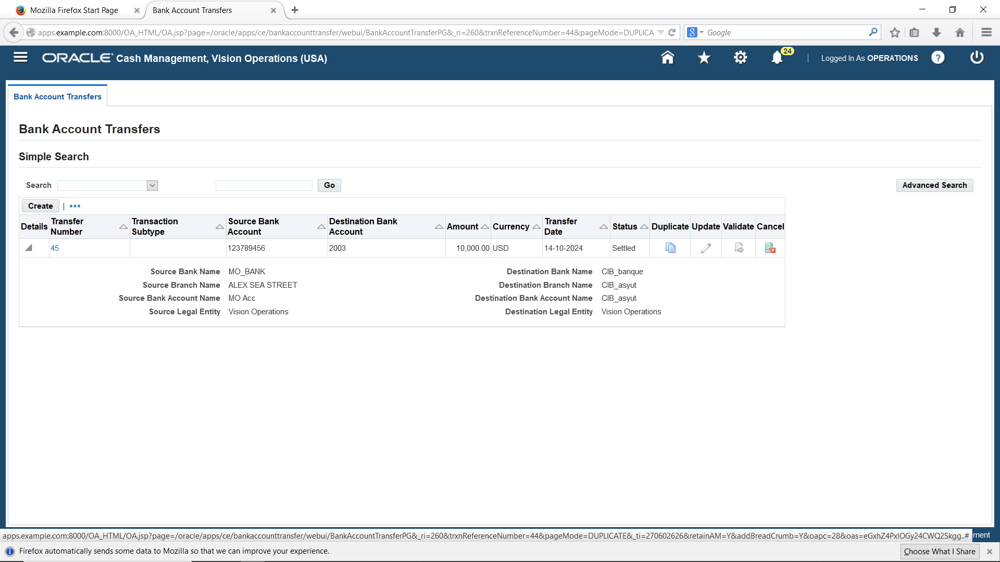 Mozilla Firefox Start Page
Bank Account Transfers
apps.example.com:8000/OA_HTML/OA.jsp?page=/oracle/apps/ce/bankaccounttransfer/webui/BankAccountTransferPG&_ri=260&trxnReferenceNumber=44&pageMode=DUPLICA
Google
ORACLE Cash Management, Vision Operations (USA)
24
Logged In As OPERATIONS
Bank Account Transfers
Bank Account Transfers
Simple Search
Search
Go
Advanced Search
Create | •••
Details Transfer Number Transaction Subtype Source Bank Account Destination Bank Account Amount Currency Transfer Date Status Duplicate Update Validate Cancel
45 123789456 2003 10,000.00 USD 14-10-2024 Settled
Source Bank Name MO_BANK Destination Bank Name CIB_banque
Source Branch Name ALEX SEA STREET Destination Branch Name CIB_asyut
Source Bank Account Name MO Acc Destination Bank Account Name CIB_asyut
Source Legal Entity Vision Operations Destination Legal Entity Vision Operations
apps.example.com:8000/OA_HTML/OA.jsp?page=/oracle/apps/ce/bankaccounttransfer/webui/BankAccountTransferPG&_ri=260&trxnReferenceNumber=44&pageMode=DUPLICATE&_ti=270602626&retainAM=Y&addBreadCrumb=Y&oapc=28&oas=eGxhZ4PxlOGy24CWQ2Skgg..#
ment
Firefox automatically sends some data to Mozilla so that we can improve your experience.
Choose What I Share